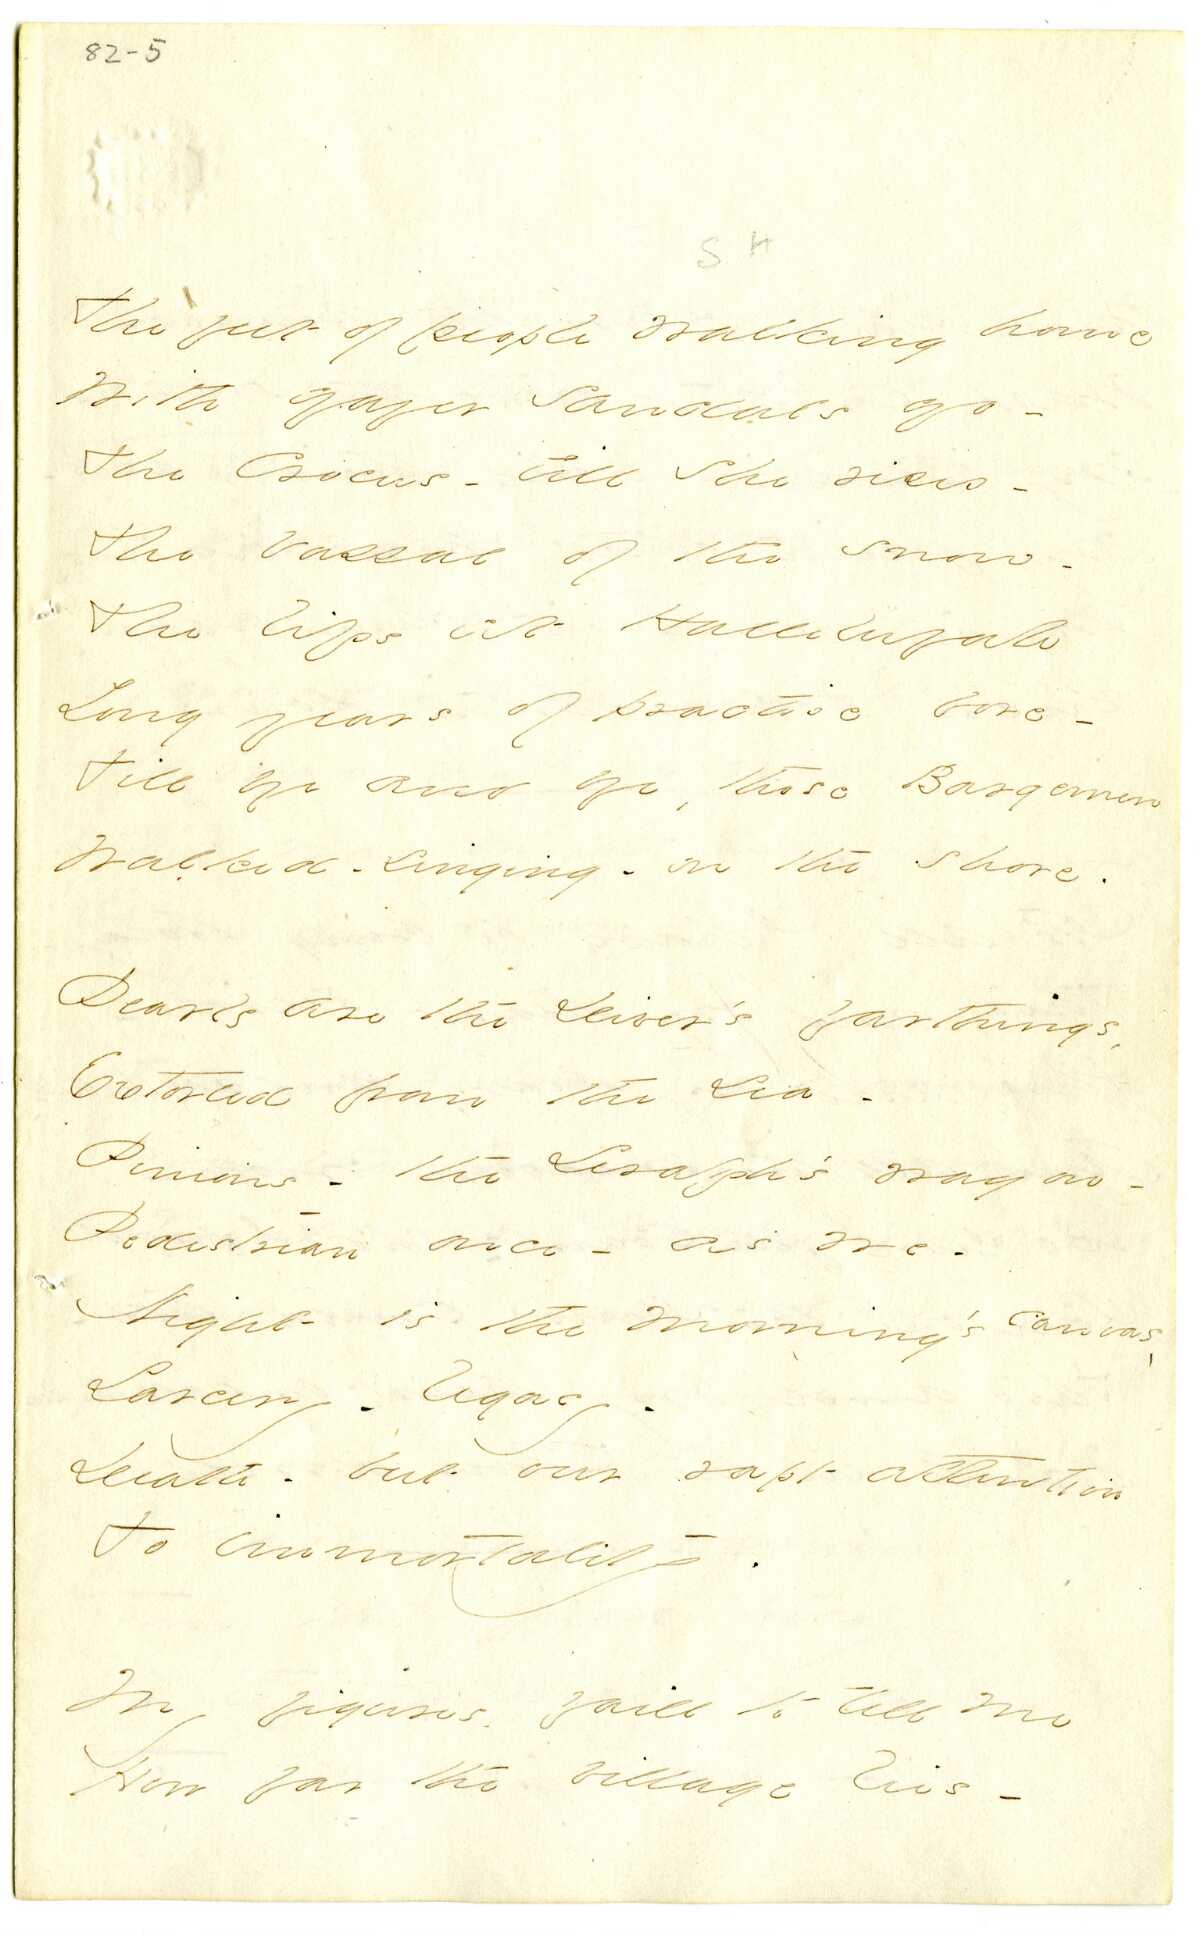 82-5
S H
The feet of people walking home
With gayer Sandals go -
The Crocus - till she rises -
The Vassal of the Snow -
The lips at Hallelujah
Long years of practise bore -
Till bye and bye, these Bargemen
Walked - singing - on the Shore.
Pearls are the Diver's farthings,
Extorted from the Sea -
Pinions - the Seraph's wagon -
Pedestrian once - as we -
Night is the morning's canvas,
Larceny - legacy -
Death - but our rapt attention
To immortality.
My figures fail to tell me
How far the village lies -